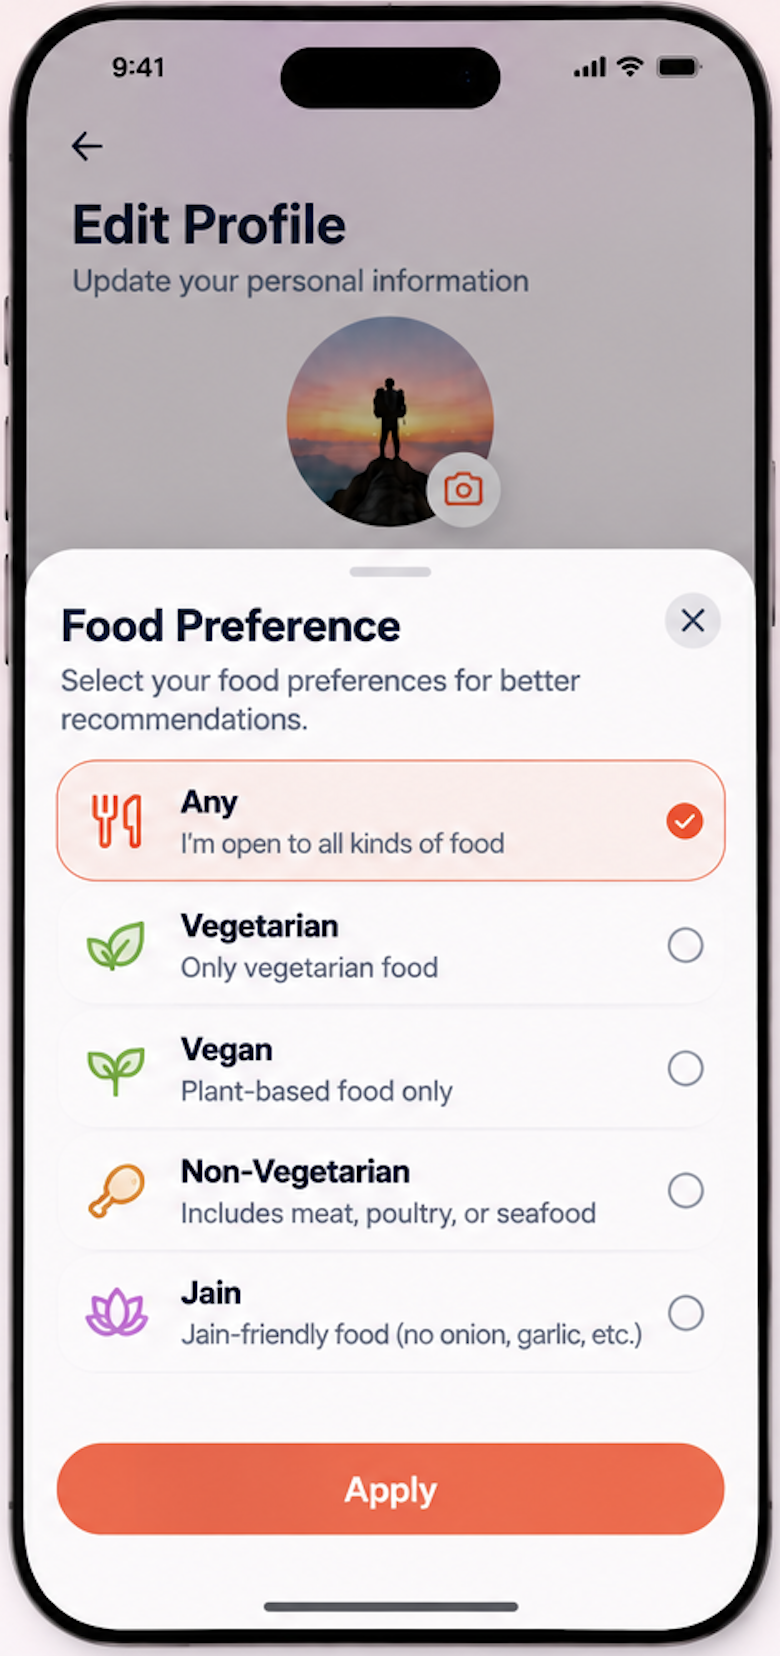 9:41
Edit Profile
Update your personal information
Food Preference
Select your food preferences for better
recommendations.
Any
I'm open to all kinds of food
Vegetarian
Only vegetarian food
Vegan
Plant-based food only
Non-Vegetarian
Includes meat, poultry, or seafood
Jain
Jain-friendly food (no onion, garlic, etc.)
Apply